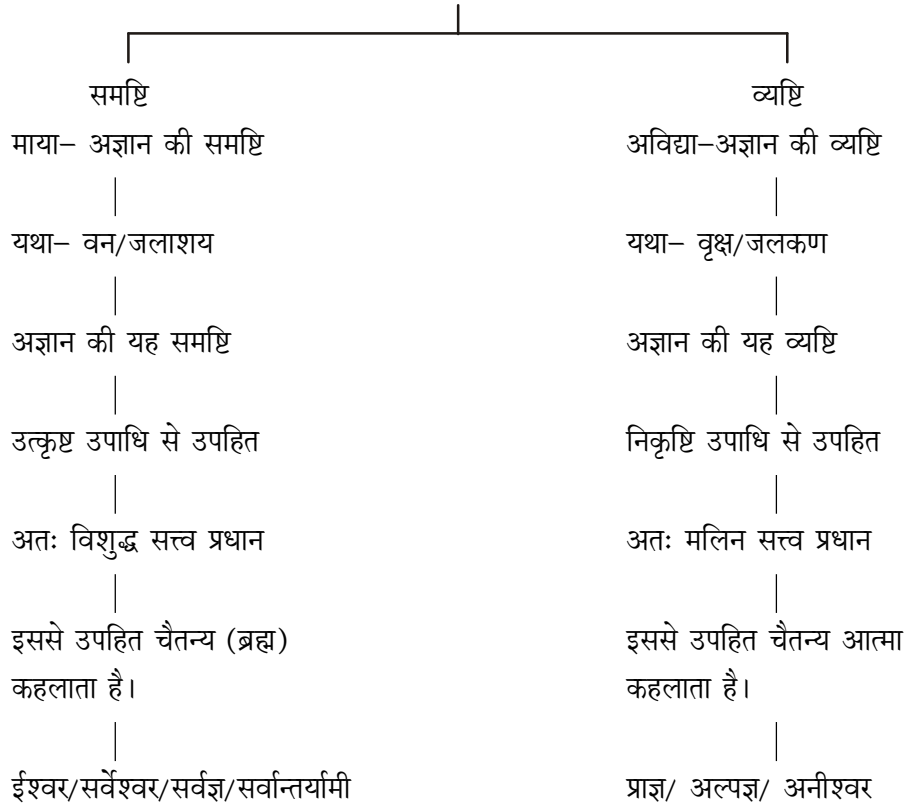 समष्टि
माया– अज्ञान की समष्टि
यथा– वन/जलाशय
अज्ञान की यह समष्टि
उत्कृष्ट उपाधि से उपहित
अतः विशुद्ध सत्त्व प्रधान
इससे उपहित चैतन्य (ब्रह्म)
कहलाता है।
ईश्वर/सर्वेश्वर/सर्वज्ञ/सर्वान्तर्यामी
व्यष्टि
अविद्या–अज्ञान की व्यष्टि
यथा– वृक्ष/जलकण
अज्ञान की यह व्यष्टि
निकृष्टि उपाधि से उपहित
अतः मलिन सत्त्व प्रधान
इससे उपहित चैतन्य आत्मा
कहलाता है।
प्राज्ञ/ अल्पज्ञ/ अनीश्वर